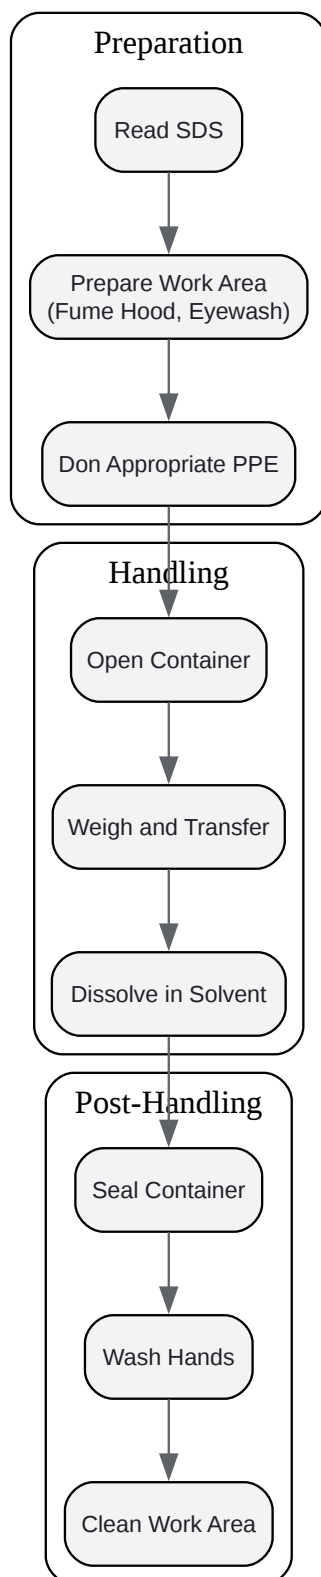 Preparation
Read SDS
Prepare Work Area
(Fume Hood, Eyewash)
Don Appropriate PPE
Handling
Open Container
Weigh and Transfer
Dissolve in Solvent
Post-Handling
Seal Container
Wash Hands
Clean Work Area